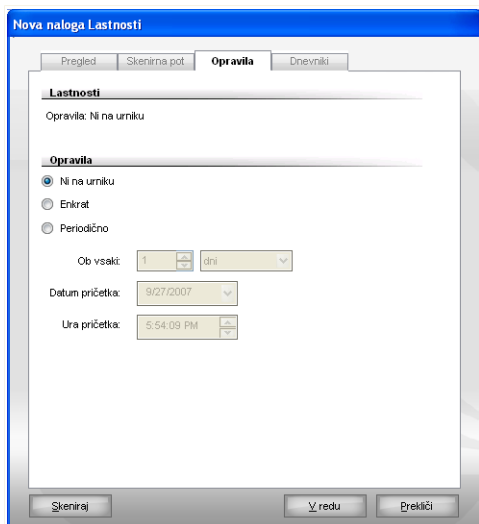 Nova naloga Lastnosti
Pregled Skenirna pot Opravila Dnevniki
Lastnosti
Opravila: Ni na urniku
Opravila
Ni na urniku
Enkrat
Periodično
Ob vsaki: 1 dni
Datum pričetka: 9/27/2007
Ura pričetka: 5:54:09 PM
Skeniraj V redu Prekliči